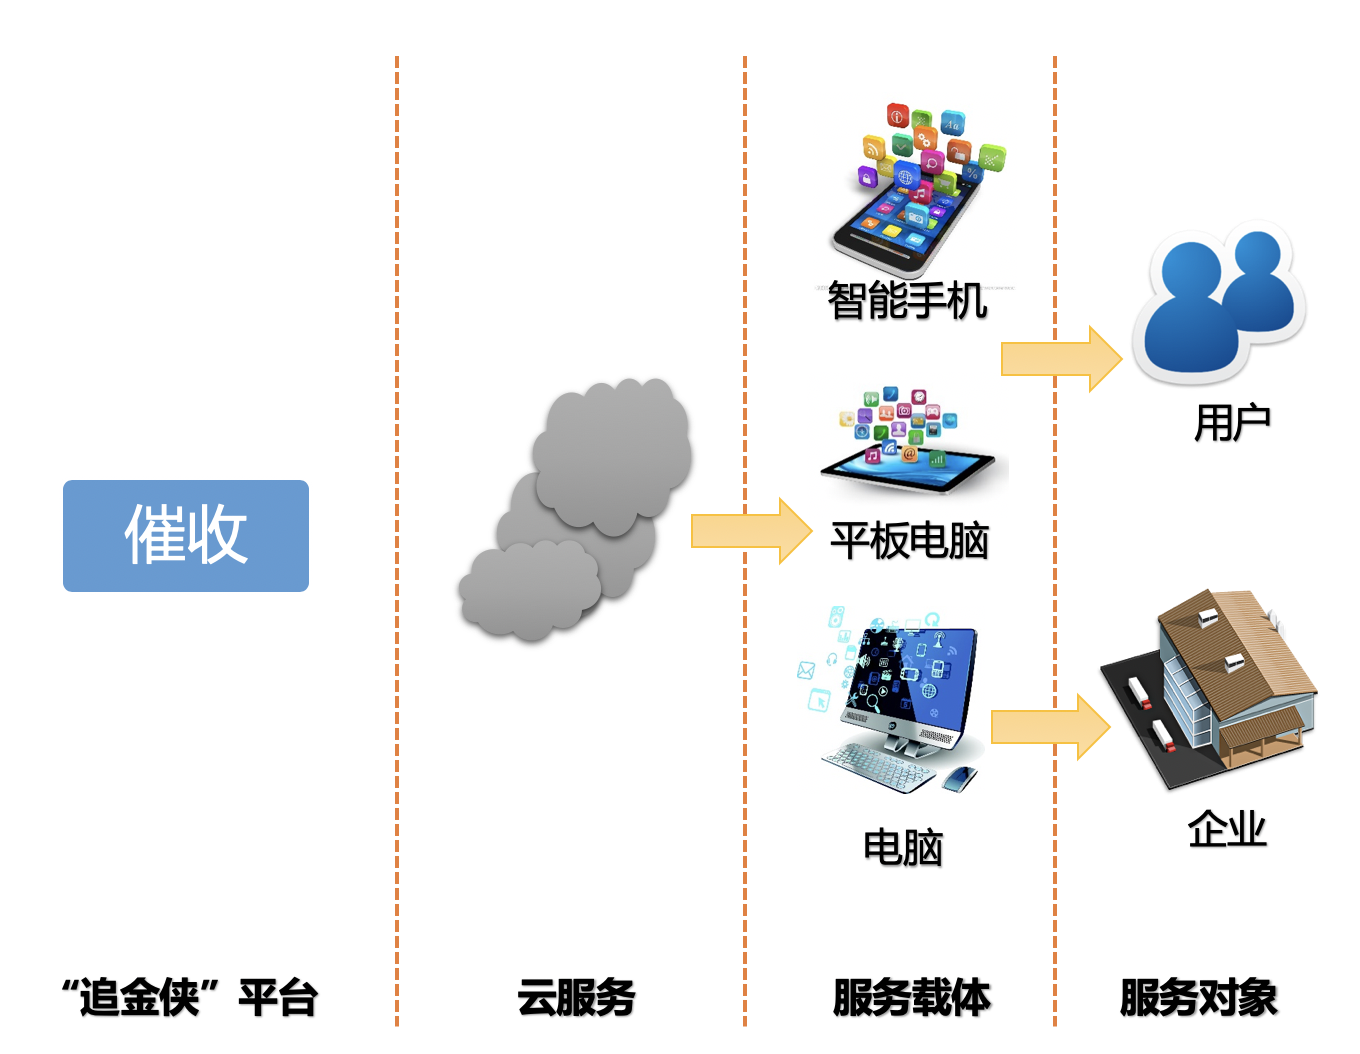 智能手机
用户
催收
平板电脑
企业
电脑
“追金侠”平台
云服务
服务载体
服务对象